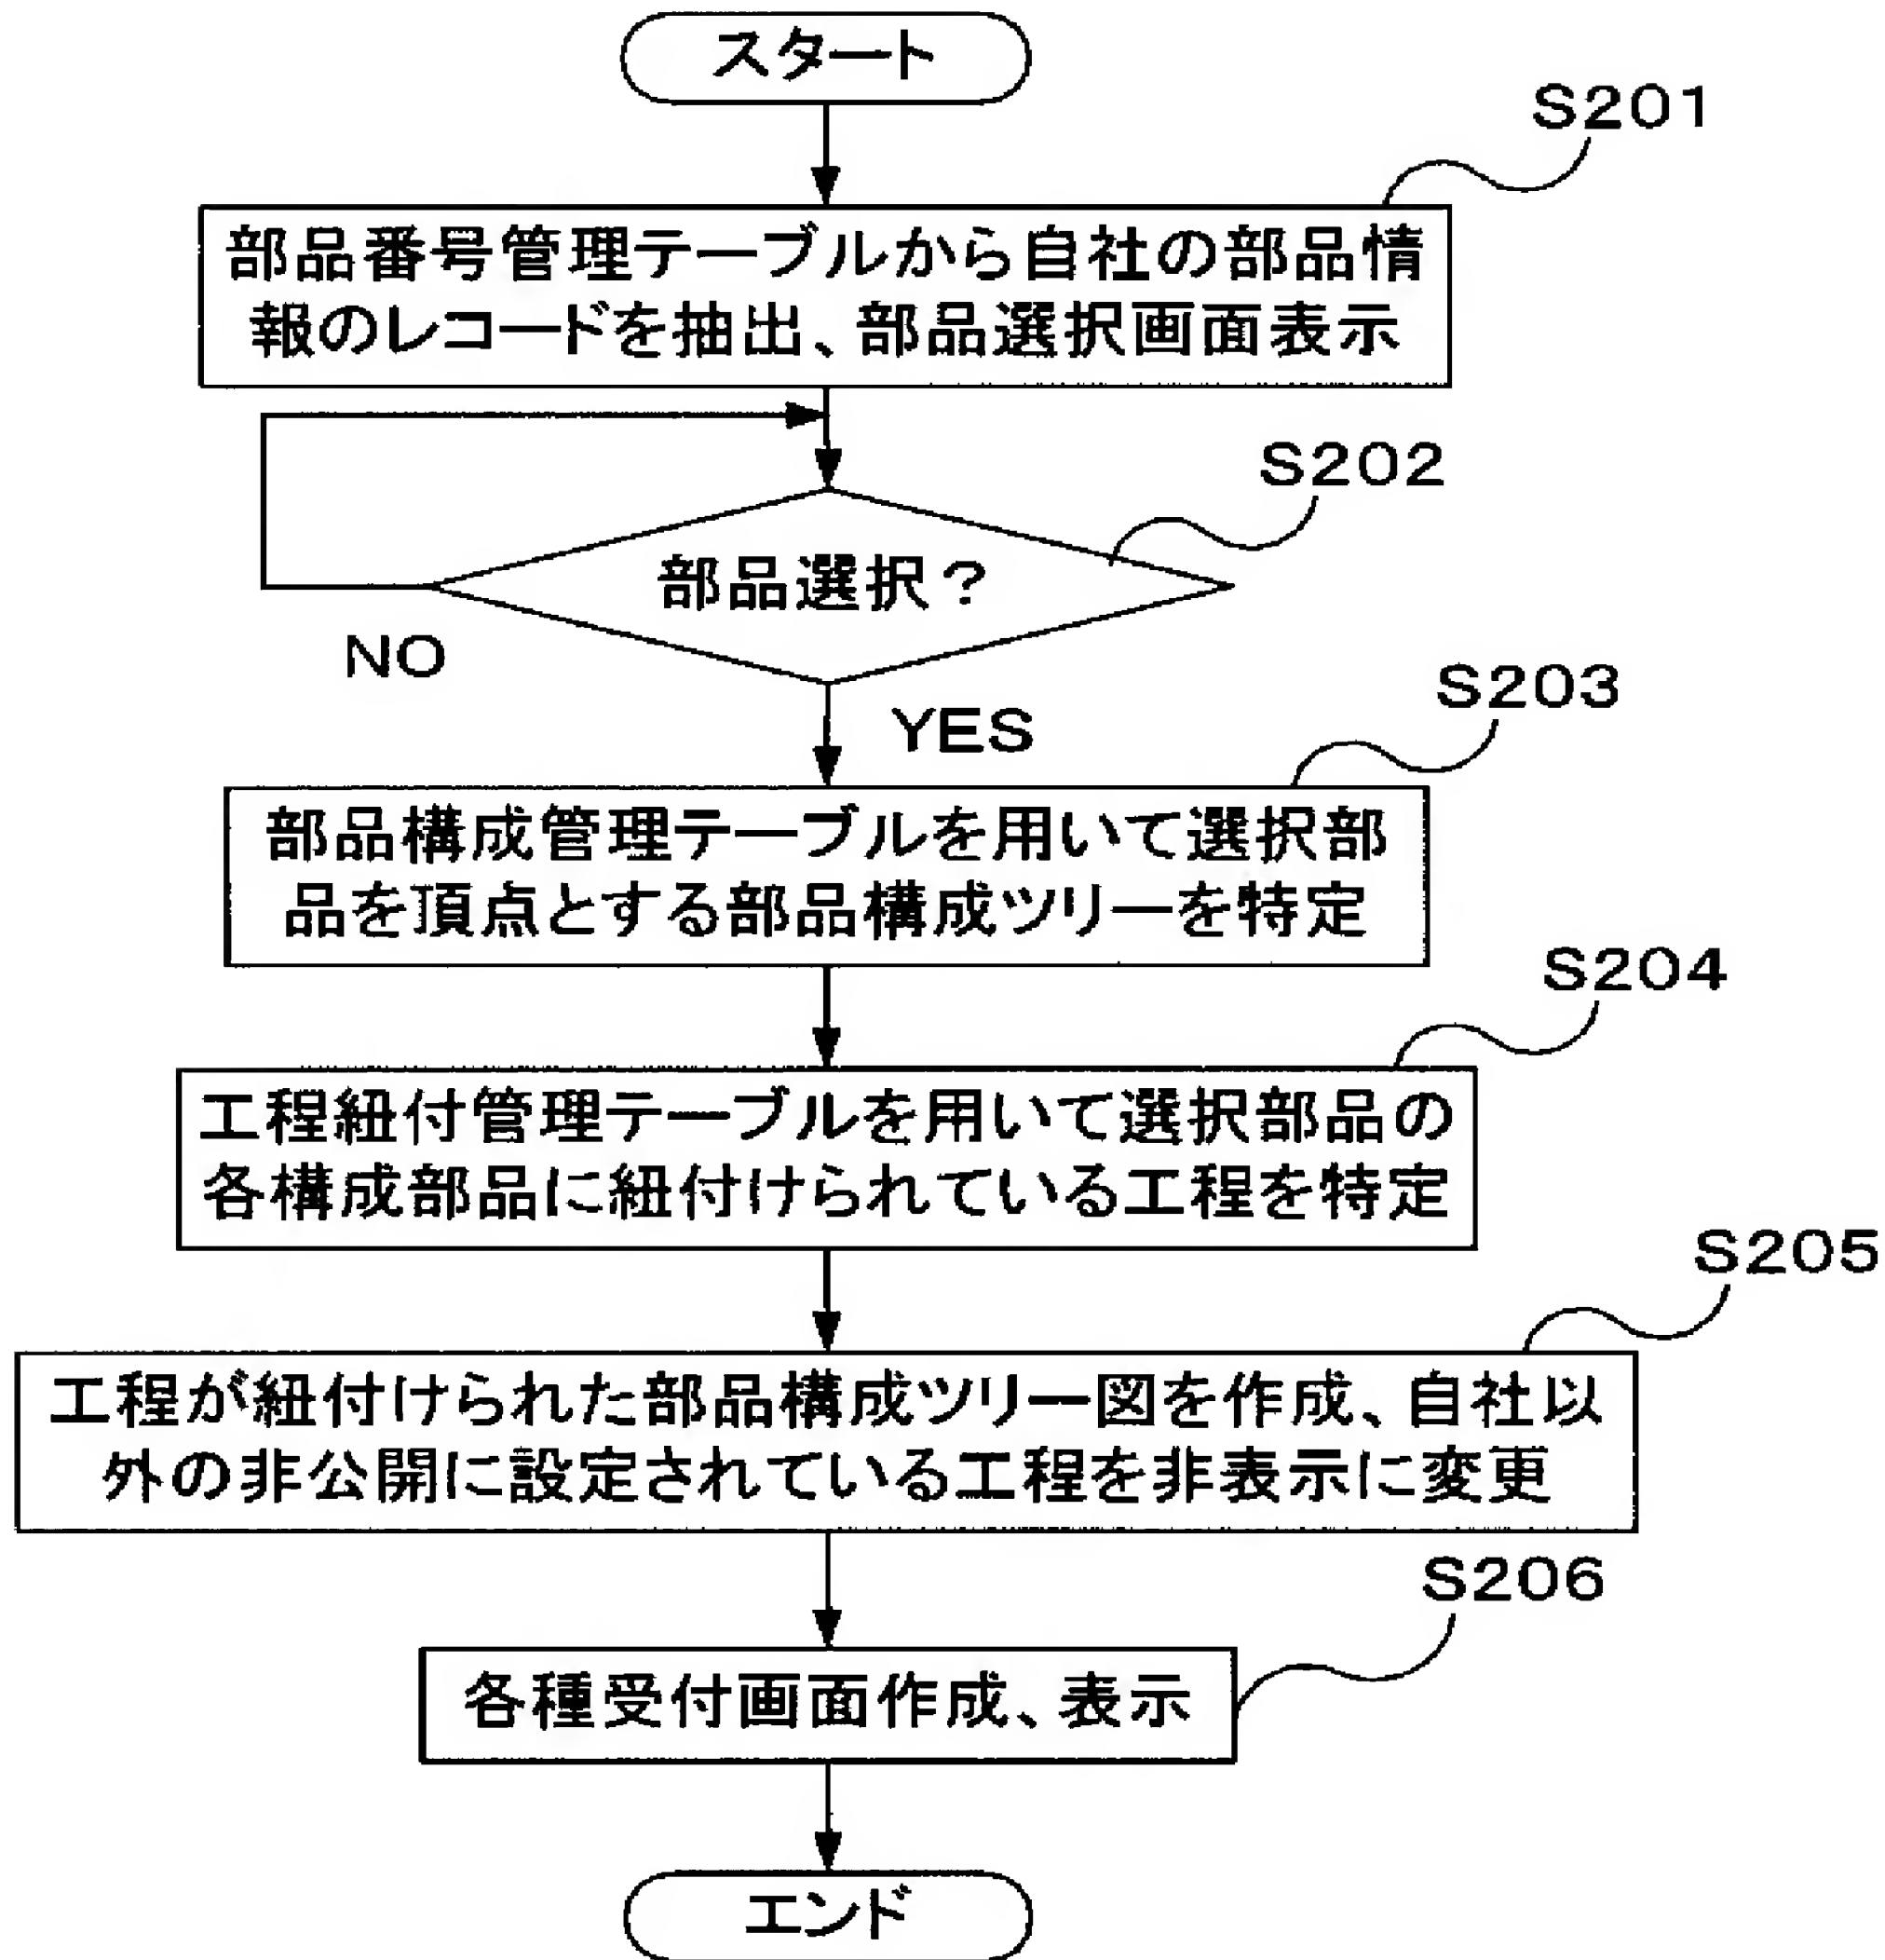 スタート
S201
部品番号管理テーブルから自社の部品情
報のレコードを抽出、部品選択画面表示
S202
部品選択？
NO
YES
S203
部品構成管理テーブルを用いて選択部
品を頂点とする部品構成ツリーを特定
S204
工程紐付管理テーブルを用いて選択部品の
各構成部品に紐付けられている工程を特定
S205
工程が紐付けられた部品構成ツリー図を作成、自社以
外の非公開に設定されている工程を非表示に変更
S206
各種受付画面作成、表示
エンド